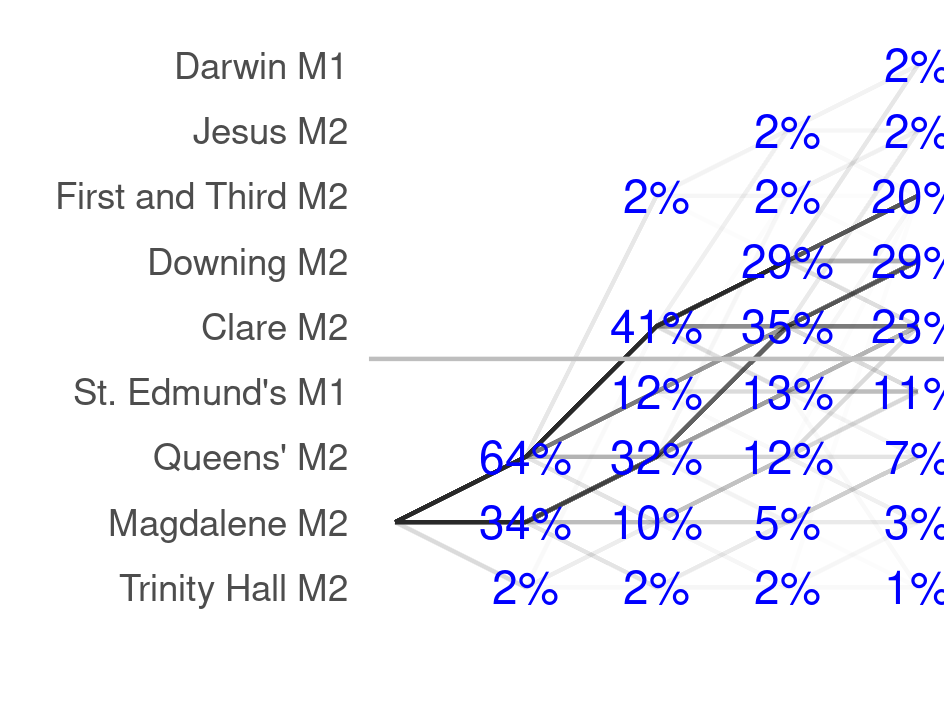 Darwin M1 2%
Jesus M2 2% 2%
First and Third M2 2% 2% 20%
Downing M2 29% 29%
Clare M2 41% 35% 23%
St. Edmund's M1 12% 13% 11%
Queens' M2 64% 32% 12% 7%
Magdalene M2 34% 10% 5% 3%
Trinity Hall M2 2% 2% 2% 1%